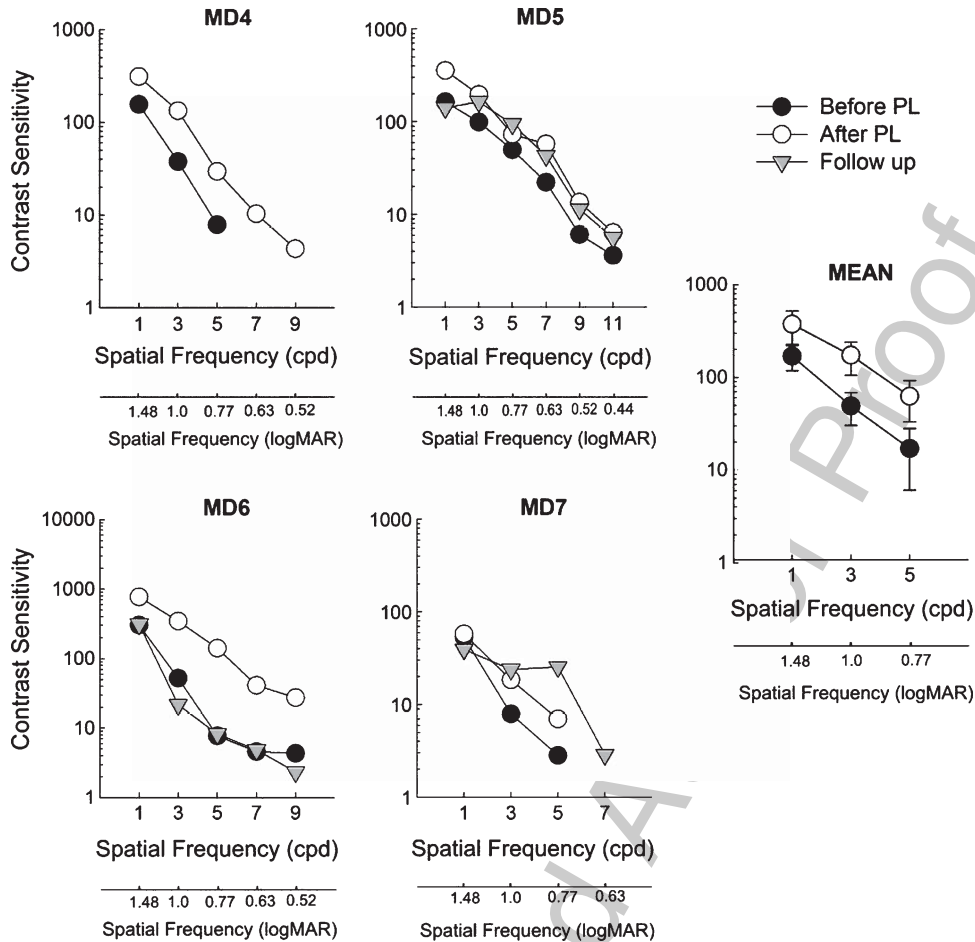 MD4
1000
100
10
1
Contrast Sensitivity
1 3 5 7 9
Spatial Frequency (cpd)
1.48 1.0 0.77 0.63 0.52
Spatial Frequency (logMAR)
MD5
1000
100
10
1
1 3 5 7 9 11
Spatial Frequency (cpd)
1.48 1.0 0.77 0.63 0.52 0.44
Spatial Frequency (logMAR)
Before PL
After PL
Follow up
MEAN
1000
100
10
1
1 3 5
Spatial Frequency (cpd)
1.48 1.0 0.77
Spatial Frequency (logMAR)
MD6
10000
1000
100
10
1
Contrast Sensitivity
1 3 5 7 9
Spatial Frequency (cpd)
1.48 1.0 0.77 0.63 0.52
Spatial Frequency (logMAR)
MD7
1000
100
10
1
1 3 5 7
Spatial Frequency (cpd)
1.48 1.0 0.77 0.63
Spatial Frequency (logMAR)
Proof